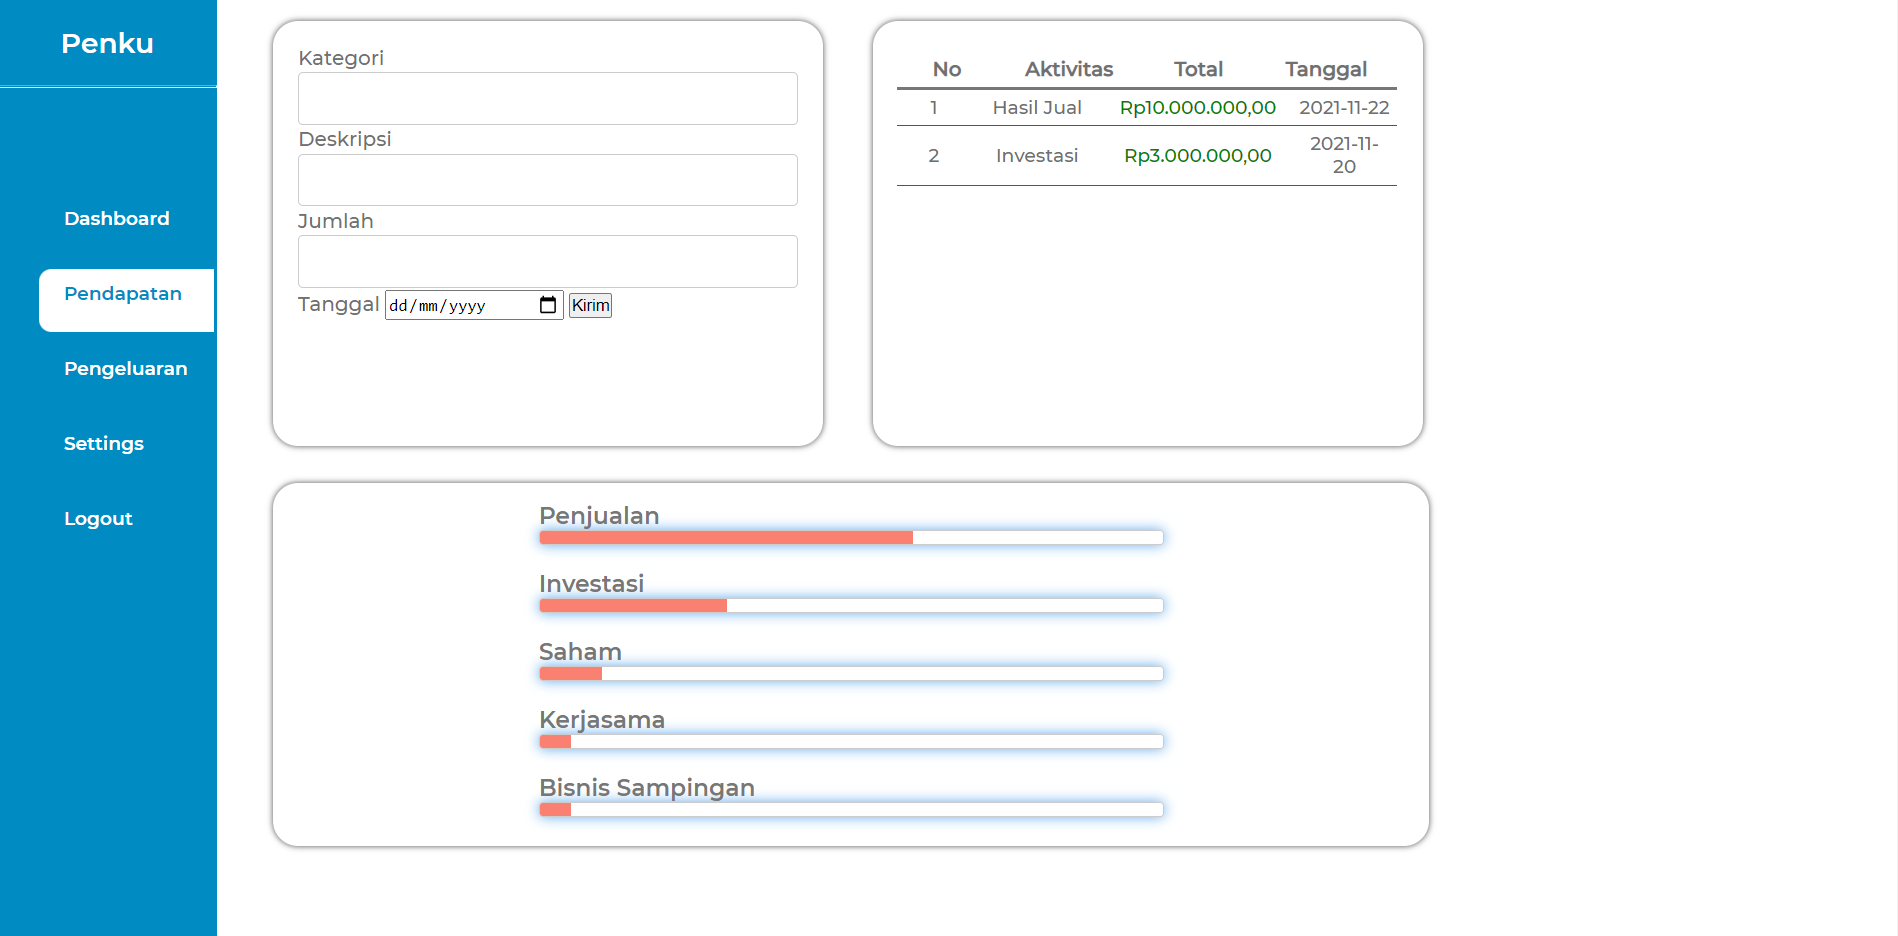 Penku
Dashboard
Pendapatan
Pengeluaran
Settings
Logout
Kategori
Deskripsi
Jumlah
Tanggal dd/mm/yyyy Kirim
No Aktivitas Total Tanggal
1 Hasil Jual Rp10.000.000,00 2021-11-22
2 Investasi Rp3.000.000,00 2021-11-
20
Penjualan
Investasi
Saham
Kerjasama
Bisnis Sampingan